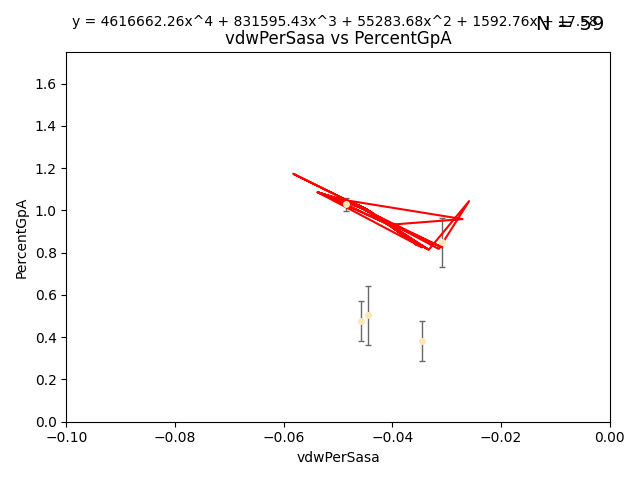 y = 4616662.26x^4 + 831595.43x^3 + 55283.68x^2 + 1592.76x + 17.58
N = 59
vdwPerSasa vs PercentGpA
1.6
1.4
1.2
1.0
0.8
0.6
0.4
0.2
0.0
PercentGpA
−0.10 −0.08 −0.06 −0.04 −0.02 0.00
vdwPerSasa